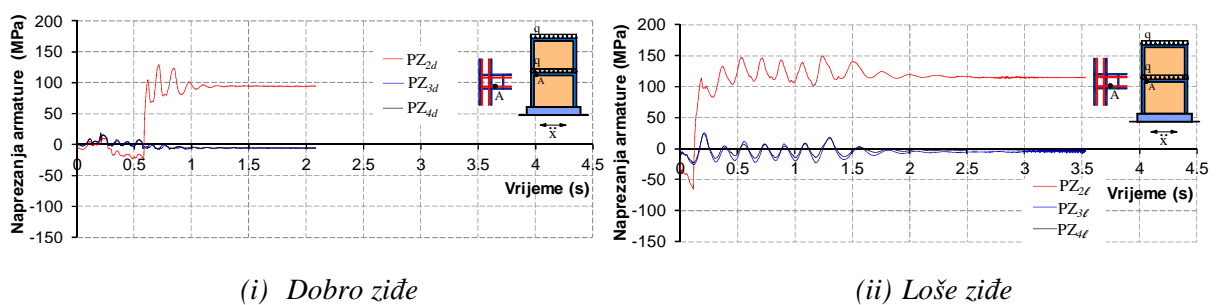 Naprezanja armature (MPa)
200
150
100
50
0
-50
-100
-150
0
0.5
1
1.5
2
2.5
3
3.5
4
4.5
Vrijeme (s)
PZ2d
PZ3d
PZ4d
A
q
q
A
ẍ
(i) Dobro ziđe
Naprezanja armature (MPa)
200
150
100
50
0
-50
-100
-150
0
0.5
1
1.5
2
2.5
3
3.5
4
4.5
Vrijeme (s)
PZ2ℓ
PZ3ℓ
PZ4ℓ
A
q
q
A
ẍ
(ii) Loše ziđe